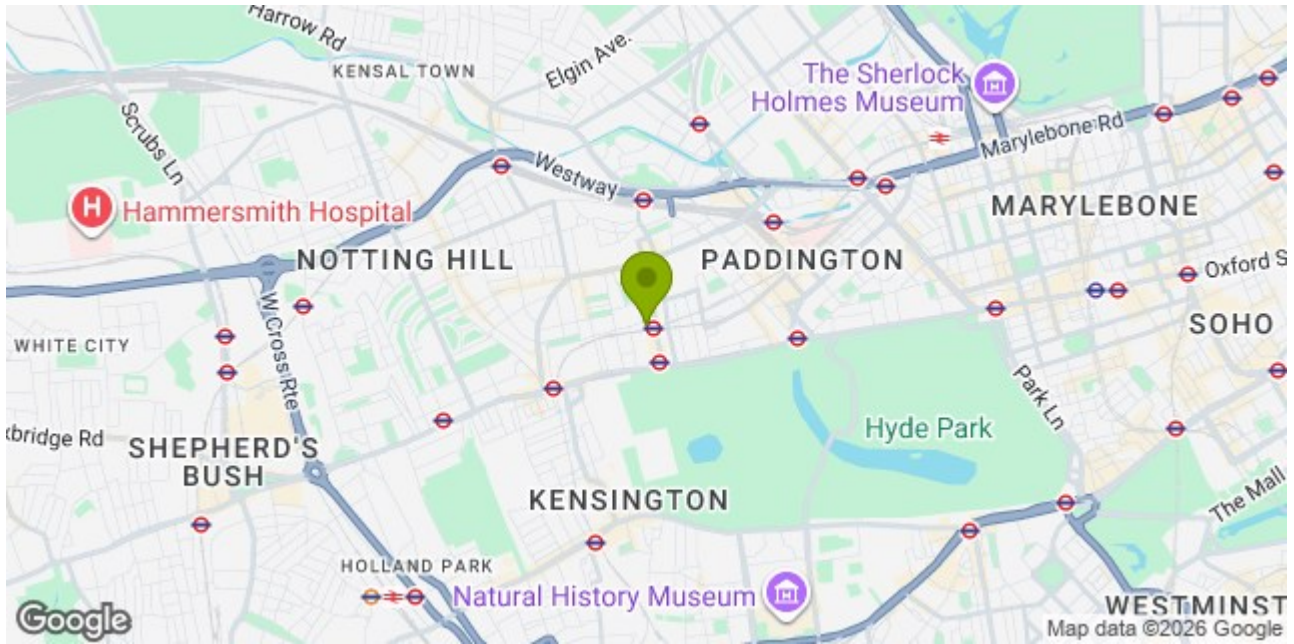 Harrow Rd
KENSAL TOWN
Elgin Ave.
The Sherlock
Holmes Museum
Scrubs Ln
Westway
Marylebone Rd
H
Hammersmith Hospital
MARYLEBONE
NOTTING HILL
PADDINGTON
Oxford S
W Cross Rte
WHITE CITY
SOHO
Park Ln
xbridge Rd
SHEPHERD'S
BUSH
Hyde Park
KENSINGTON
The Mall
HOLLAND PARK
Natural History Museum
WESTMINST
Google
Map data ©2026 Google